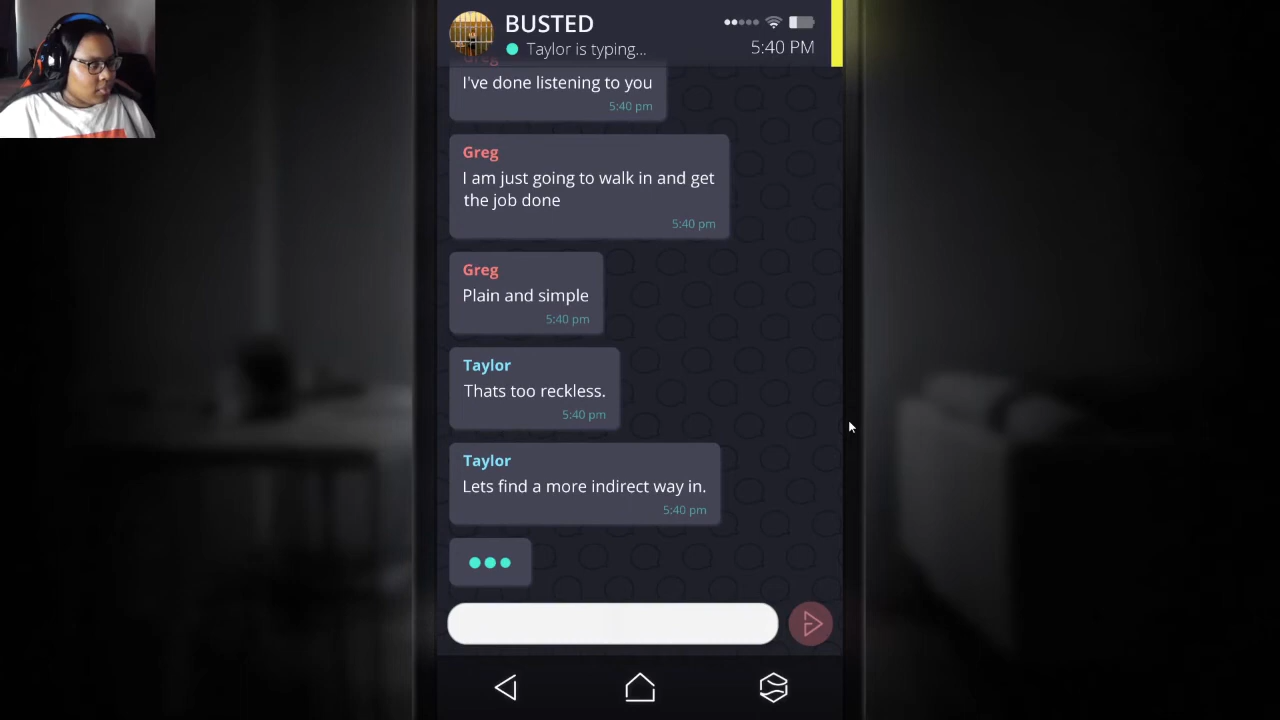 BUSTED
Taylor is typing...
5:40 PM
Greg
I've done listening to you
5:40 pm
Greg
I am just going to walk in and get
the job done
5:40 pm
Greg
Plain and simple
5:40 pm
Taylor
Thats too reckless.
5:40 pm
Taylor
Lets find a more indirect way in.
5:40 pm